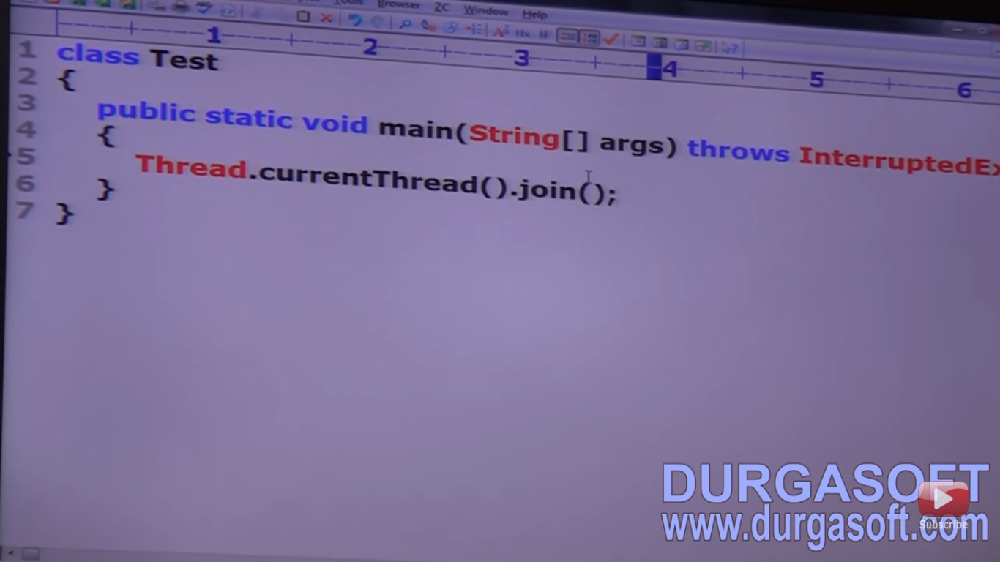 Tools Browser ZC Window Help
1 2 3 4 5 6
1 class Test
2 {
3 public static void main(String[] args) throws InterruptedEx
4 {
5 Thread.currentThread().join();
6 }
7 }
DURGASOFT
www.durgasoft.com
Subscribe